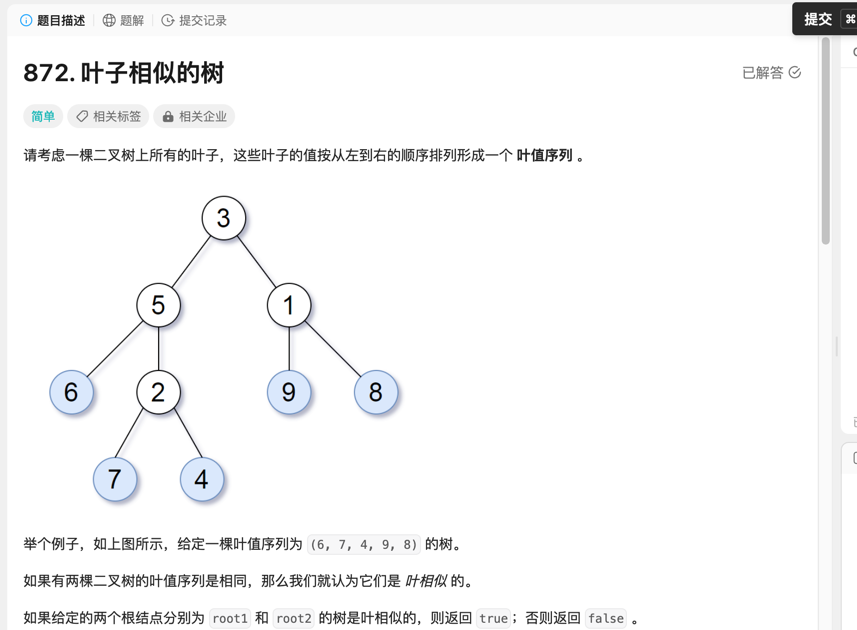 题目描述 题解 提交记录 提交 ⌘
872. 叶子相似的树 已解答
简单 相关标签 相关企业
请考虑一棵二叉树上所有的叶子，这些叶子的值按从左到右的顺序排列形成一个 叶值序列 。
3
5 1
6 2 9 8
7 4
举个例子，如上图所示，给定一棵叶值序列为 (6, 7, 4, 9, 8) 的树。
如果有两棵二叉树的叶值序列是相同，那么我们就认为它们是 叶相似 的。
如果给定的两个根结点分别为 root1 和 root2 的树是叶相似的，则返回 true；否则返回 false 。